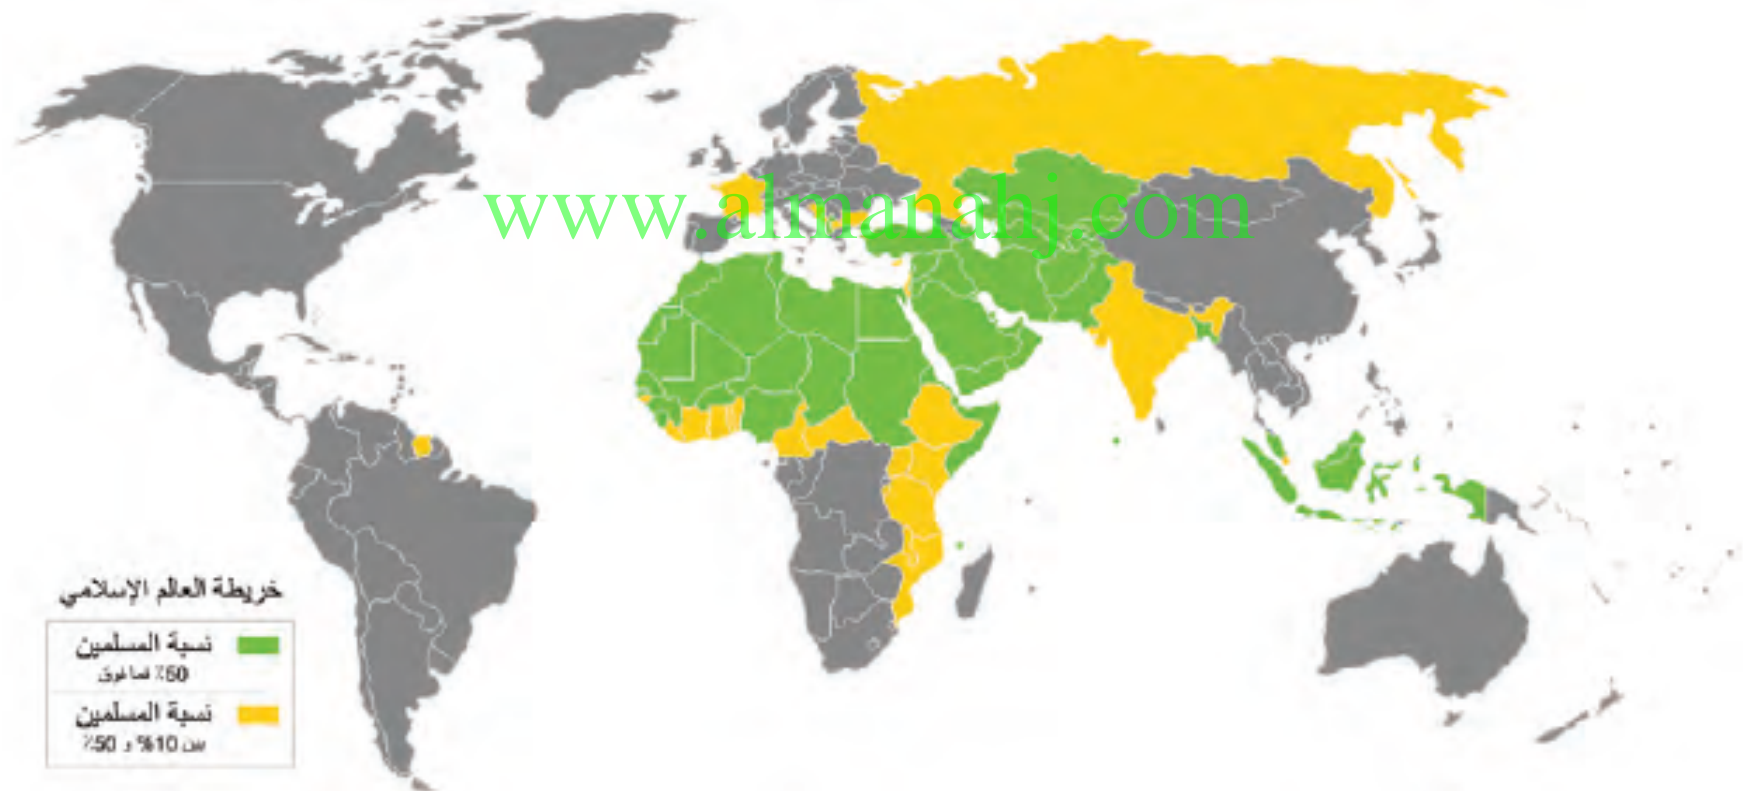 www.almanahj.com
خريطة العالم الإسلامي
نسبة المسلمين
50٪ فما فوق
نسبة المسلمين
بين 10% و 50٪